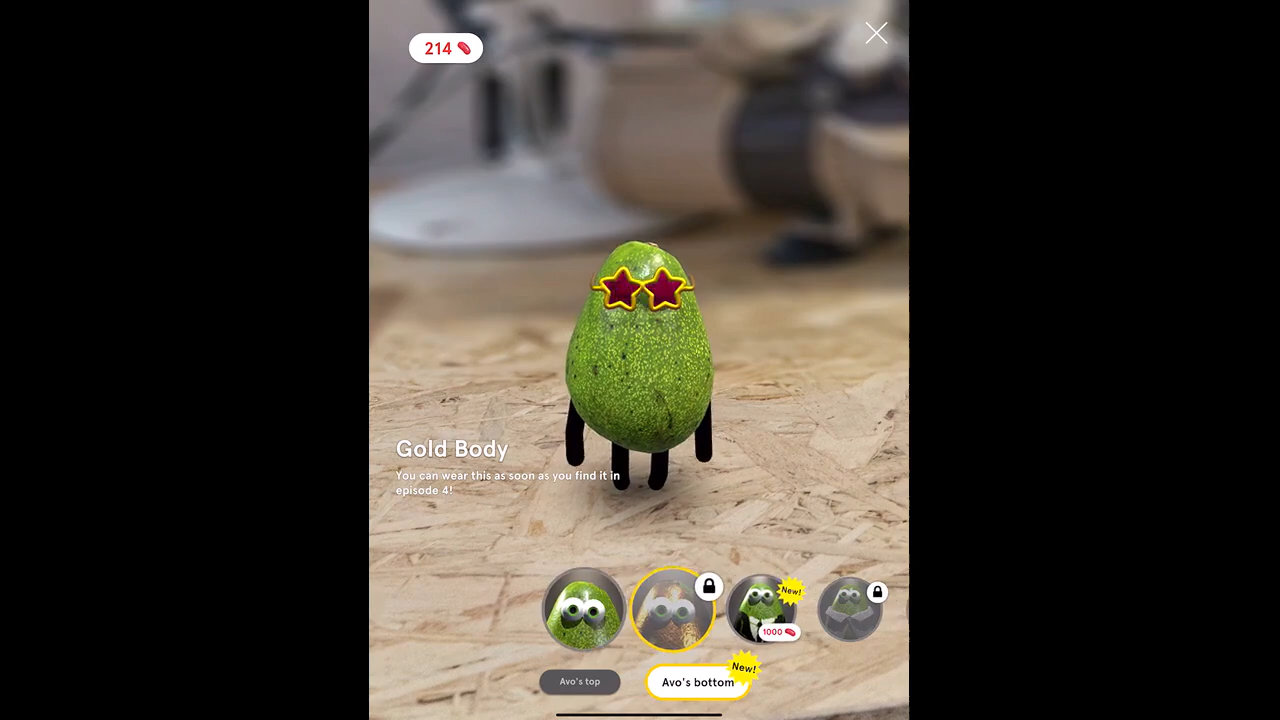 214
Gold Body
You can wear this as soon as you find it in
episode 4!
New!
1000
Avo's top
Avo's bottom
New!